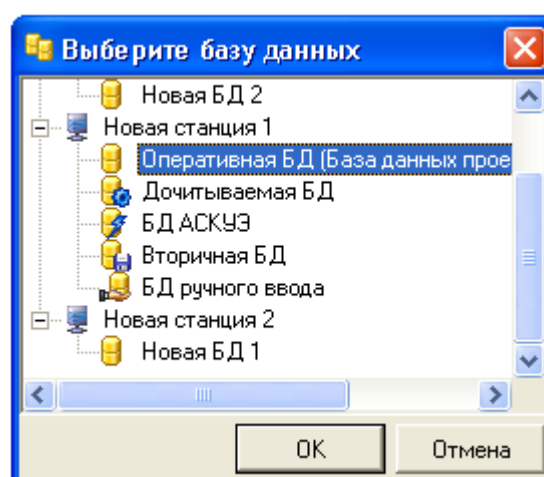 Выберите базу данных
Новая БД 2
Новая станция 1
Оперативная БД (База данных прое
Дочитываемая БД
БД АСКУЭ
Вторичная БД
БД ручного ввода
Новая станция 2
Новая БД 1
OK
Отмена